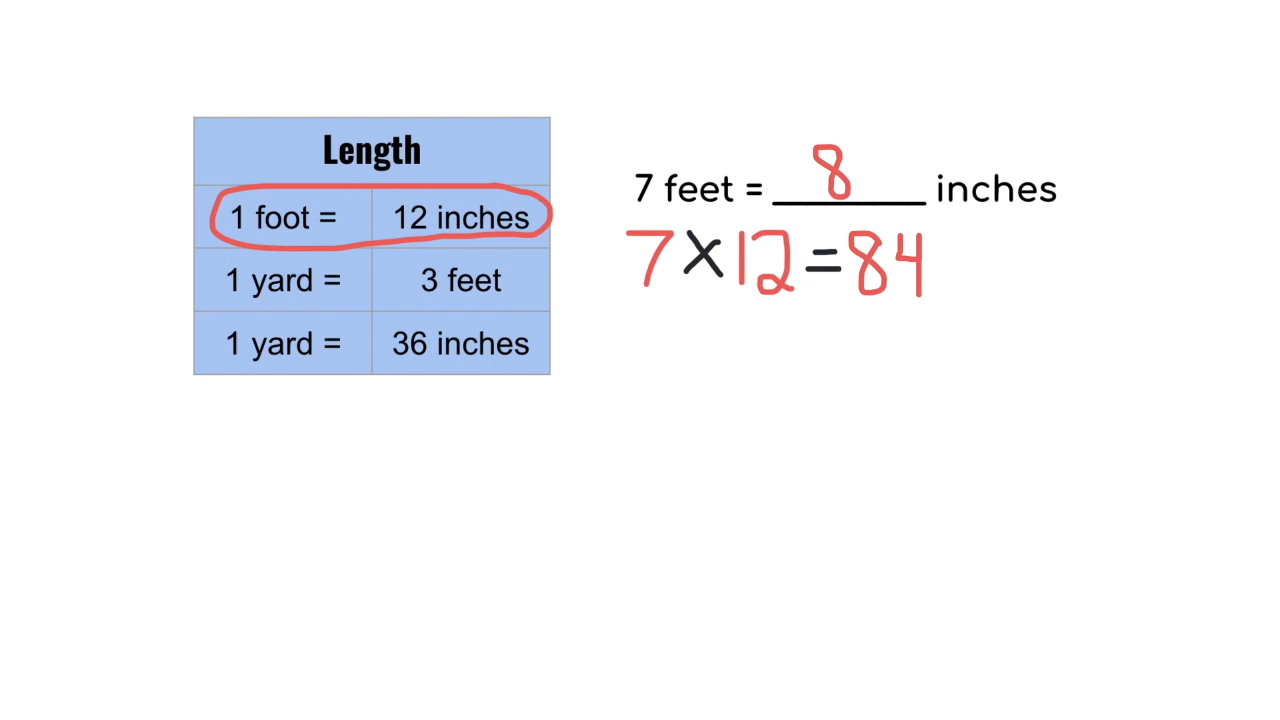 Length
1 foot = 12 inches
1 yard = 3 feet
1 yard = 36 inches
7 feet = 8 inches
7 × 12 = 84